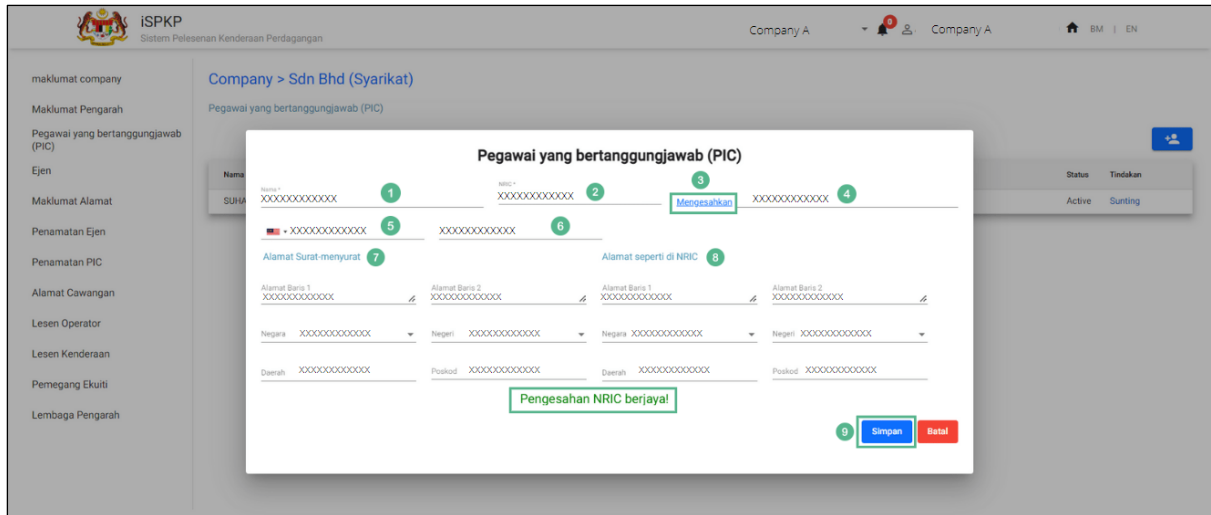 iSPKP
Sistem Pelesenan Kenderaan Perdagangan
Company A
0
Company A
BM | EN
maklumat company
Maklumat Pengarah
Pegawai yang bertanggungjawab
(PIC)
Ejen
Maklumat Alamat
Penamatan Ejen
Penamatan PIC
Alamat Cawangan
Lesen Operator
Lesen Kenderaan
Pemegang Ekuiti
Lembaga Pengarah
Company > Sdn Bhd (Syarikat)
Pegawai yang bertanggungjawab (PIC)
Nama
Status Tindakan
SUHA
Active Sunting
Pegawai yang bertanggungjawab (PIC)
Nama * NRIC * 3
XXXXXXXXXXXX 1 XXXXXXXXXXXX 2 Mengesahkan XXXXXXXXXXXX 4
XXXXXXXXXXXX 5 XXXXXXXXXXXX 6
Alamat Surat-menyurat 7 Alamat seperti di NRIC 8
Alamat Baris 1 Alamat Baris 2 Alamat Baris 1 Alamat Baris 2
XXXXXXXXXXXX XXXXXXXXXXXX XXXXXXXXXXXX XXXXXXXXXXXX
Negara XXXXXXXXXXXX Negeri XXXXXXXXXXXX Negara XXXXXXXXXXXX Negeri XXXXXXXXXXXX
Daerah XXXXXXXXXXXX Poskod XXXXXXXXXXXX Daerah XXXXXXXXXXXX Poskod XXXXXXXXXXXX
Pengesahan NRIC berjaya!
9 Simpan Batal